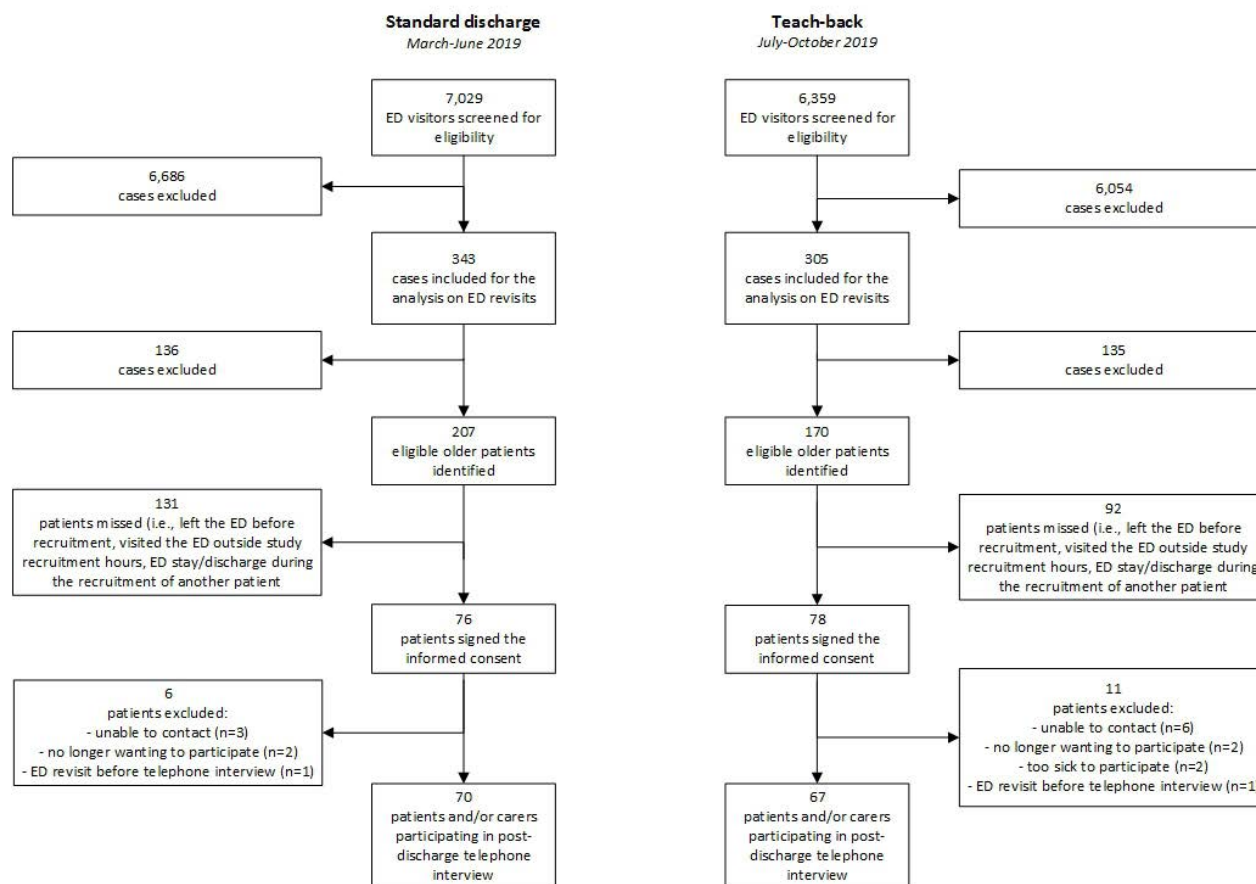 Standard discharge
March-June 2019
Teach-back
July-October 2019
7,029
ED visitors screened for
eligibility
6,359
ED visitors screened for
eligibility
6,686
cases excluded
6,054
cases excluded
343
cases included for the
analysis on ED revisits
305
cases included for the
analysis on ED revisits
136
cases excluded
135
cases excluded
207
eligible older patients
identified
170
eligible older patients
identified
131
patients missed (i.e., left the ED before
recruitment, visited the ED outside study
recruitment hours, ED stay/discharge during
the recruitment of another patient
92
patients missed (i.e., left the ED before
recruitment, visited the ED outside study
recruitment hours, ED stay/discharge during
the recruitment of another patient
76
patients signed the
informed consent
78
patients signed the
informed consent
6
patients excluded:
- unable to contact (n=3)
- no longer wanting to participate (n=2)
- ED revisit before telephone interview (n=1)
11
patients excluded:
- unable to contact (n=6)
- no longer wanting to participate (n=2)
- too sick to participate (n=2)
- ED revisit before telephone interview (n=1)
70
patients and/or carers
participating in post-
discharge telephone
interview
67
patients and/or carers
participating in post-
discharge telephone
interview